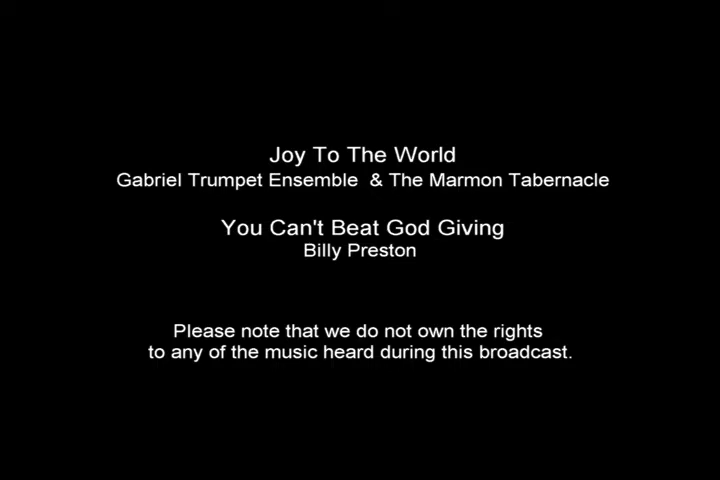 Joy To The World
Gabriel Trumpet Ensemble & The Marmon Tabernacle
You Can't Beat God Giving
Billy Preston
Please note that we do not own the rights
to any of the music heard during this broadcast.